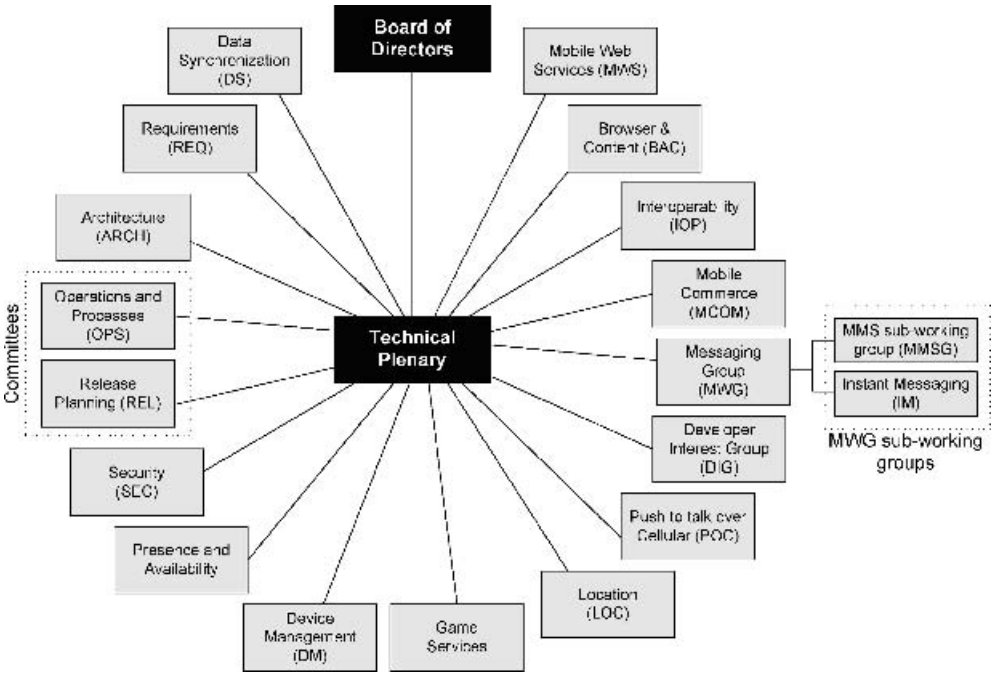 Board of
Directors
Data
Synchronization
(DS)
Mobile Web
Services (MWS)
Requirements
(REQ)
Browser &
Content (BAC)
Architecture
(ARCH)
Interoperability
(IOP)
Committees
Operations and
Processes
(OPS)
Mobile
Commerce
(MCOM)
Technical
Plenary
Messaging
Group
(MWG)
MMS sub-working
group (MMSG)
Instant Messaging
(IM)
MWG sub-working
groups
Release
Planning (REL)
Developer
Interest Group
(DIG)
Security
(SEC)
Push to talk over
Cellular (POC)
Presence and
Availability
Location
(LOC)
Device
Management
(DM)
Game
Services